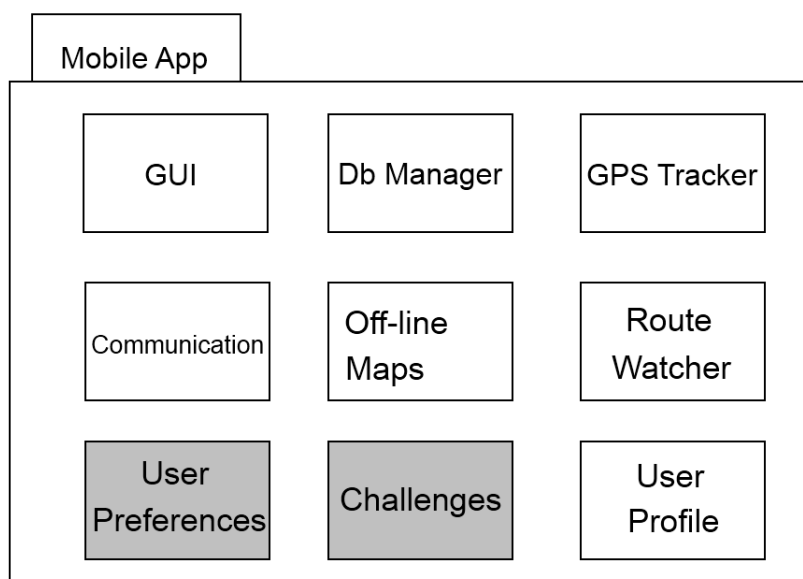 Mobile App
GUI
Db Manager
GPS Tracker
Communication
Off-line
Maps
Route
Watcher
User
Preferences
Challenges
User
Profile